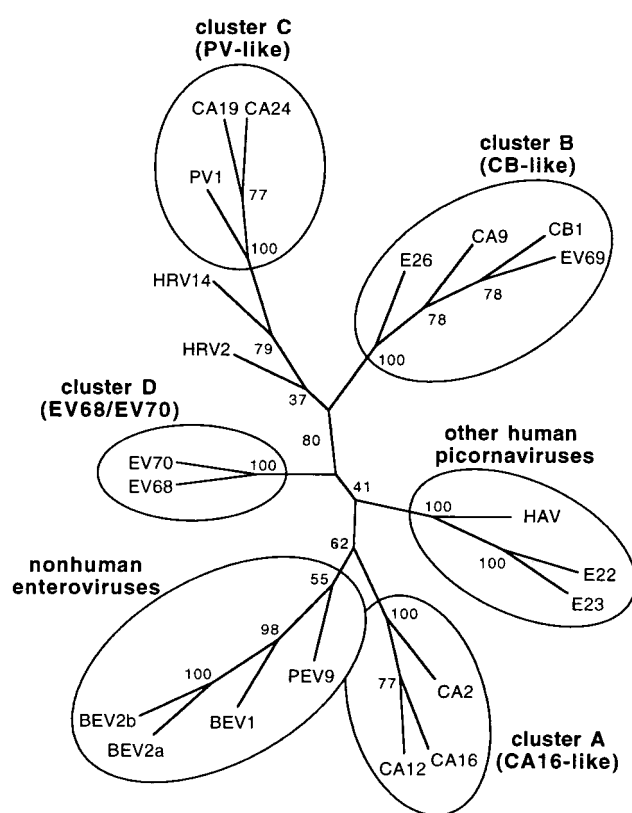 cluster C
(PV-like)
CA19 CA24
PV1
77
100
HRV14
79
HRV2
37
cluster B
(CB-like)
CB1
CA9
EV69
E26
78
78
100
cluster D
(EV68/EV70)
80
EV70
100
EV68
other human
picornaviruses
41
100
HAV
100
E22
E23
nonhuman
enteroviruses
62
55
98
100
PEV9
BEV2b
BEV1
BEV2a
100
77
CA2
CA16
CA12
cluster A
(CA16-like)